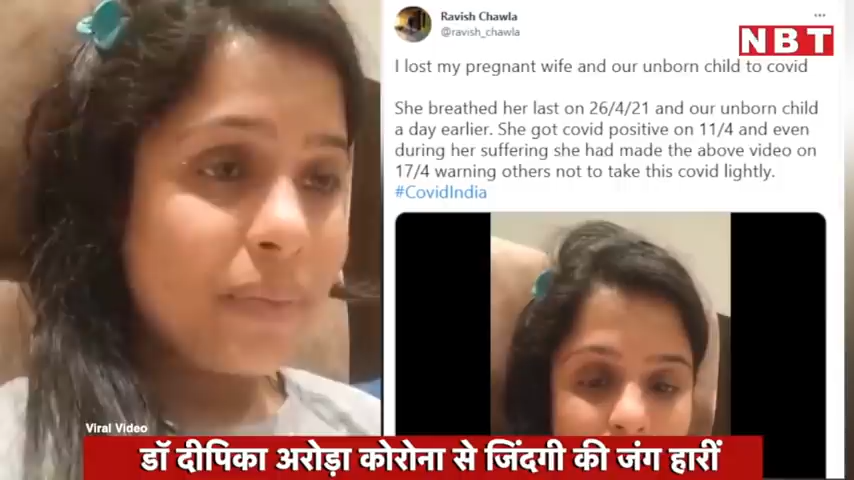 Ravish Chawla
@ravish_chawla
NBT
I lost my pregnant wife and our unborn child to covid
She breathed her last on 26/4/21 and our unborn child
a day earlier. She got covid positive on 11/4 and even
during her suffering she had made the above video on
17/4 warning others not to take this covid lightly.
#CovidIndia
Viral Video
डॉ दीपिका अरोड़ा कोरोना से जिंदगी की जंग हारीं